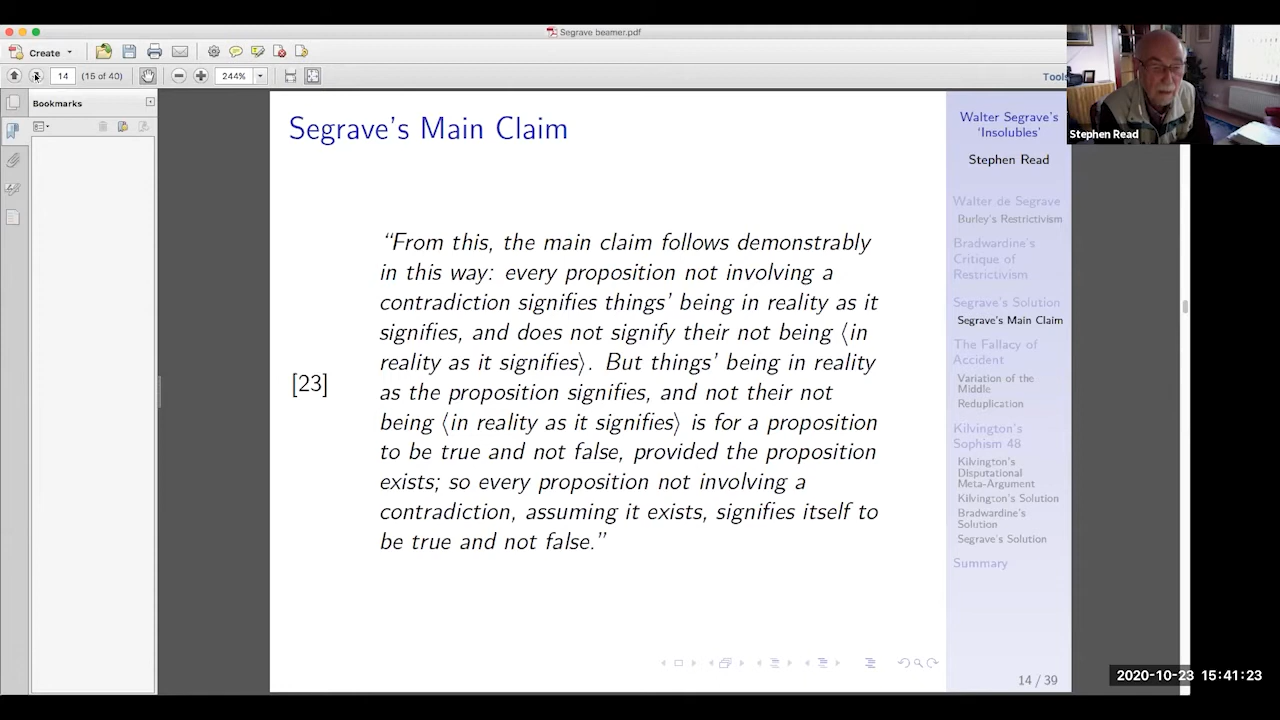 Segrave beamer.pdf
Create
14 (15 of 40) 244% Tools
Bookmarks
Stephen Read
Segrave's Main Claim
"From this, the main claim follows demonstrably
in this way: every proposition not involving a
contradiction signifies things' being in reality as it
signifies, and does not signify their not being ⟨in
reality as it signifies⟩. But things' being in reality
[23]
as the proposition signifies, and not their not
being ⟨in reality as it signifies⟩ is for a proposition
to be true and not false, provided the proposition
exists; so every proposition not involving a
contradiction, assuming it exists, signifies itself to
be true and not false."
Walter Segrave's
'Insolubles'
Stephen Read
Walter de Segrave
Burley's Restrictivism
Bradwardine's
Critique of
Restrictivism
Segrave's Solution
Segrave's Main Claim
The Fallacy of
Accident
Variation of the
Middle
Reduplication
Kilvington's
Sophism 48
Kilvington's
Disputational
Meta-Argument
Kilvington's Solution
Bradwardine's
Solution
Segrave's Solution
Summary
14 / 39
2020-10-23 15:41:23